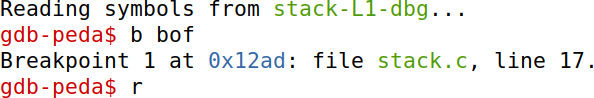 Reading symbols from stack-L1-dbg...
gdb-peda$ b bof
Breakpoint 1 at 0x12ad: file stack.c, line 17.
gdb-peda$ r